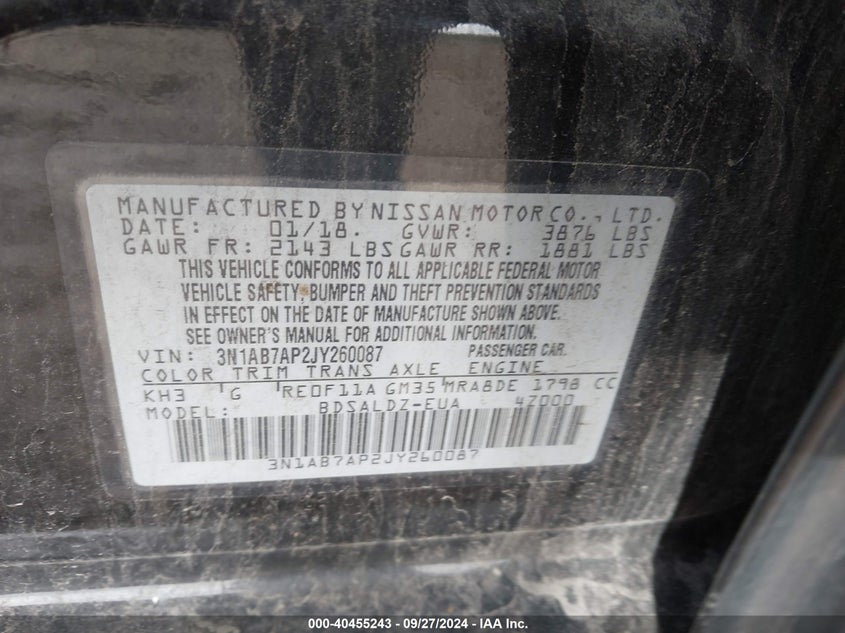 MANUFACTURED BY NISSAN MOTOR CO., LTD.
DATE: 01/18. GVWR: 3876 LBS
GAWR FR: 2143 LBS GAWR RR: 1881 LBS
THIS VEHICLE CONFORMS TO ALL APPLICABLE FEDERAL MOTOR
VEHICLE SAFETY, BUMPER AND THEFT PREVENTION STANDARDS
IN EFFECT ON THE DATE OF MANUFACTURE SHOWN ABOVE.
SEE OWNER'S MANUAL FOR ADDITIONAL INFORMATION.
VIN: 3N1AB7AP2JY260087 PASSENGER CAR.
COLOR TRIM TRANS AXLE ENGINE
KH3 G RE0F11A GM35 MRA8DE 1798 CC
MODEL: BDSALDZ-EUA 4Z000
3N1AB7AP2JY260087
000-40455243 - 09/27/2024 - IAA Inc.